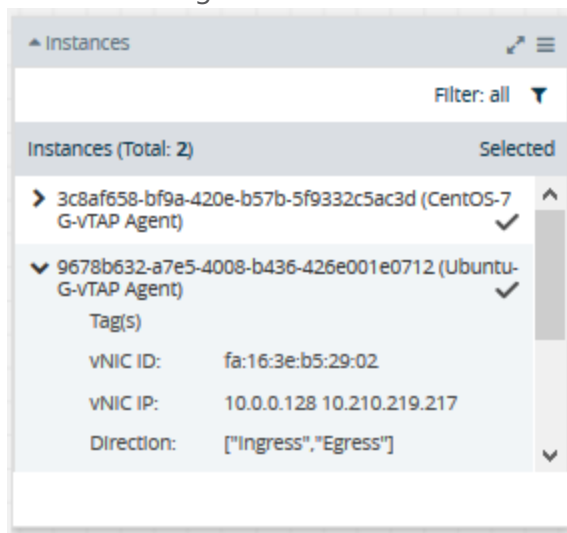 Instances
Filter: all
Instances (Total: 2) Selected
3c8af658-bf9a-420e-b57b-5f9332c5ac3d (CentOS-7
G-vTAP Agent)
9678b632-a7e5-4008-b436-426e001e0712 (Ubuntu-
G-vTAP Agent)
Tag(s)
vNIC ID: fa:16:3e:b5:29:02
vNIC IP: 10.0.0.128 10.210.219.217
Direction: ["Ingress","Egress"]